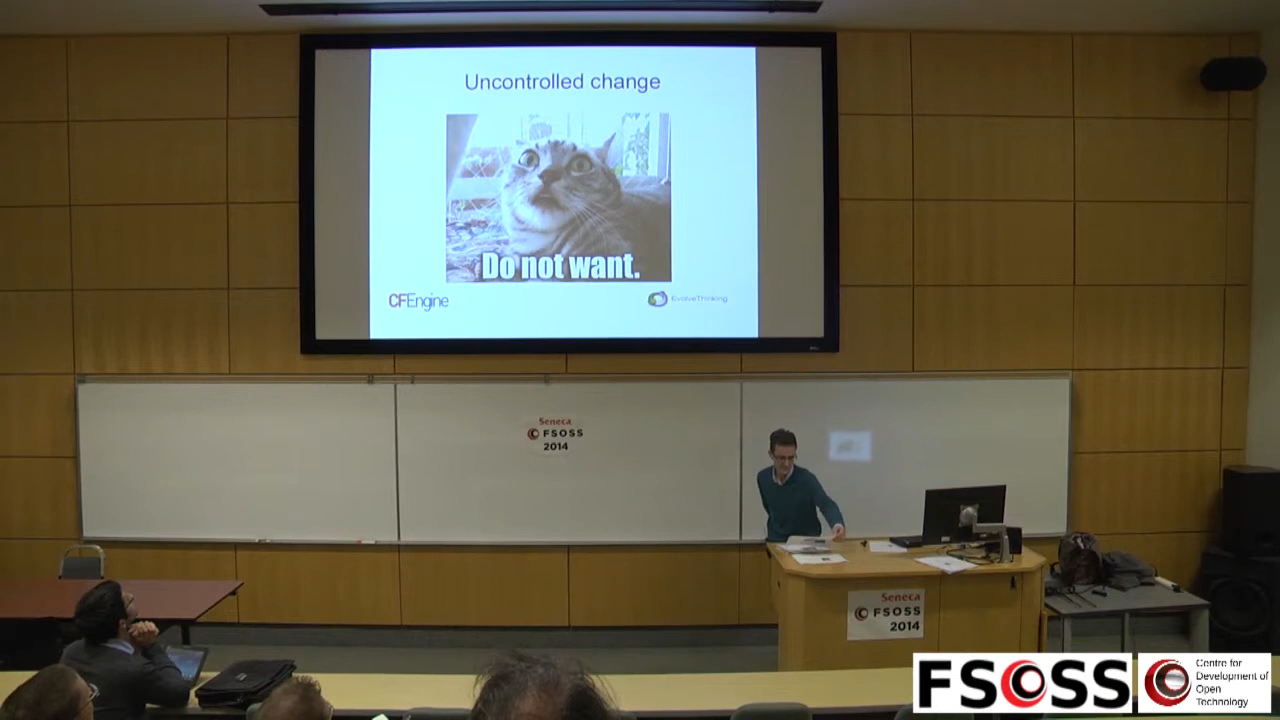 Uncontrolled change
Do not want.
CFEngine
EvolveThinking
Seneca
FSOSS
2014
Seneca
FSOSS
2014
FSOSS
Centre for
Development of
Open
Technology